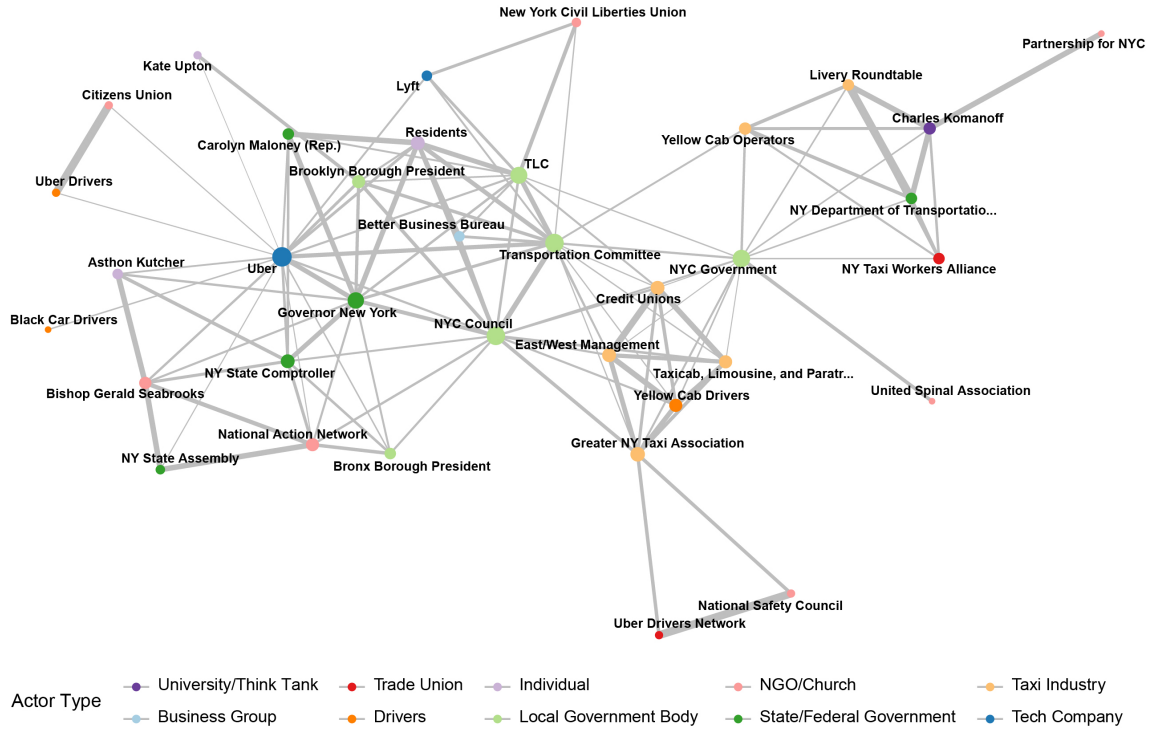 New York Civil Liberties Union
Partnership for NYC
Kate Upton
Livery Roundtable
Lyft
Citizens Union
Charles Komanoff
Residents
Yellow Cab Operators
Carolyn Maloney (Rep.)
TLC
Brooklyn Borough President
Uber Drivers
NY Department of Transportatio...
Better Business Bureau
Transportation Committee
Asthon Kutcher
Uber
NYC Government
NY Taxi Workers Alliance
Credit Unions
Governor New York
Black Car Drivers
NYC Council
East/West Management
NY State Comptroller
Taxicab, Limousine, and Paratr...
Bishop Gerald Seabrooks
Yellow Cab Drivers
United Spinal Association
National Action Network
Greater NY Taxi Association
NY State Assembly
Bronx Borough President
National Safety Council
Uber Drivers Network
Actor Type
University/Think Tank
Trade Union
Individual
NGO/Church
Taxi Industry
Business Group
Drivers
Local Government Body
State/Federal Government
Tech Company